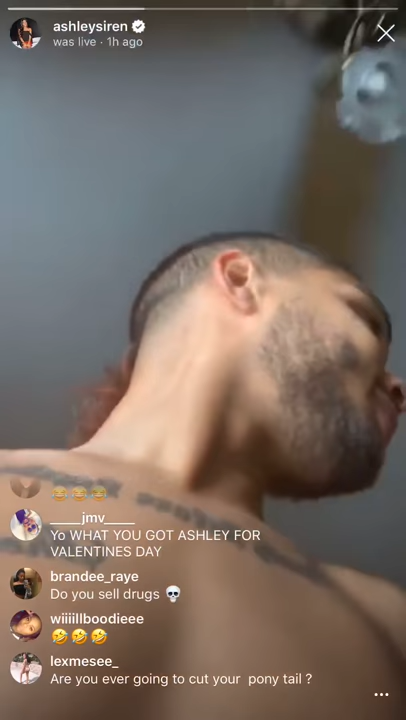 ashleysiren
was live · 1h ago
😂😂😂
_____jmv_____
Yo WHAT YOU GOT ASHLEY FOR
VALENTINES DAY
brandee_raye
Do you sell drugs 💀
wiiiillboodieee
🤣🤣🤣
lexmesee_
Are you ever going to cut your pony tail ?